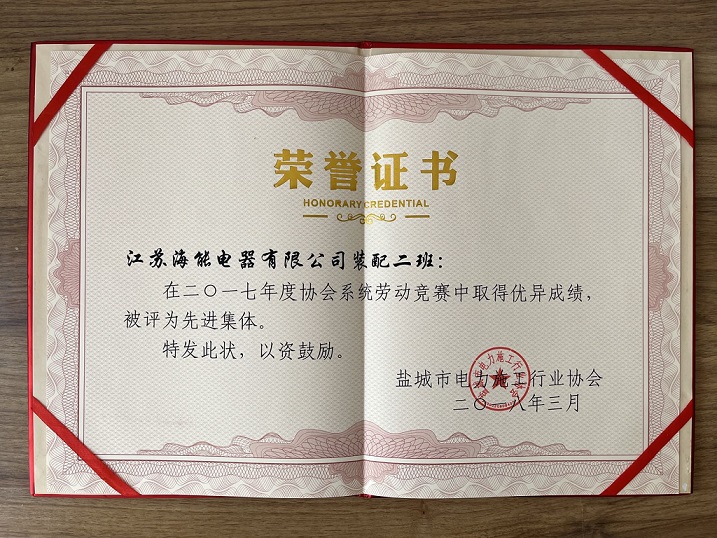 荣誉证书
HONORARY CREDENTIAL
江苏海能电器有限公司装配二班：
在二〇一七年度协会系统劳动竞赛中取得优异成绩，
被评为先进集体。
特发此状，以资鼓励。
盐城市电力施工行业协会
二〇一八年三月